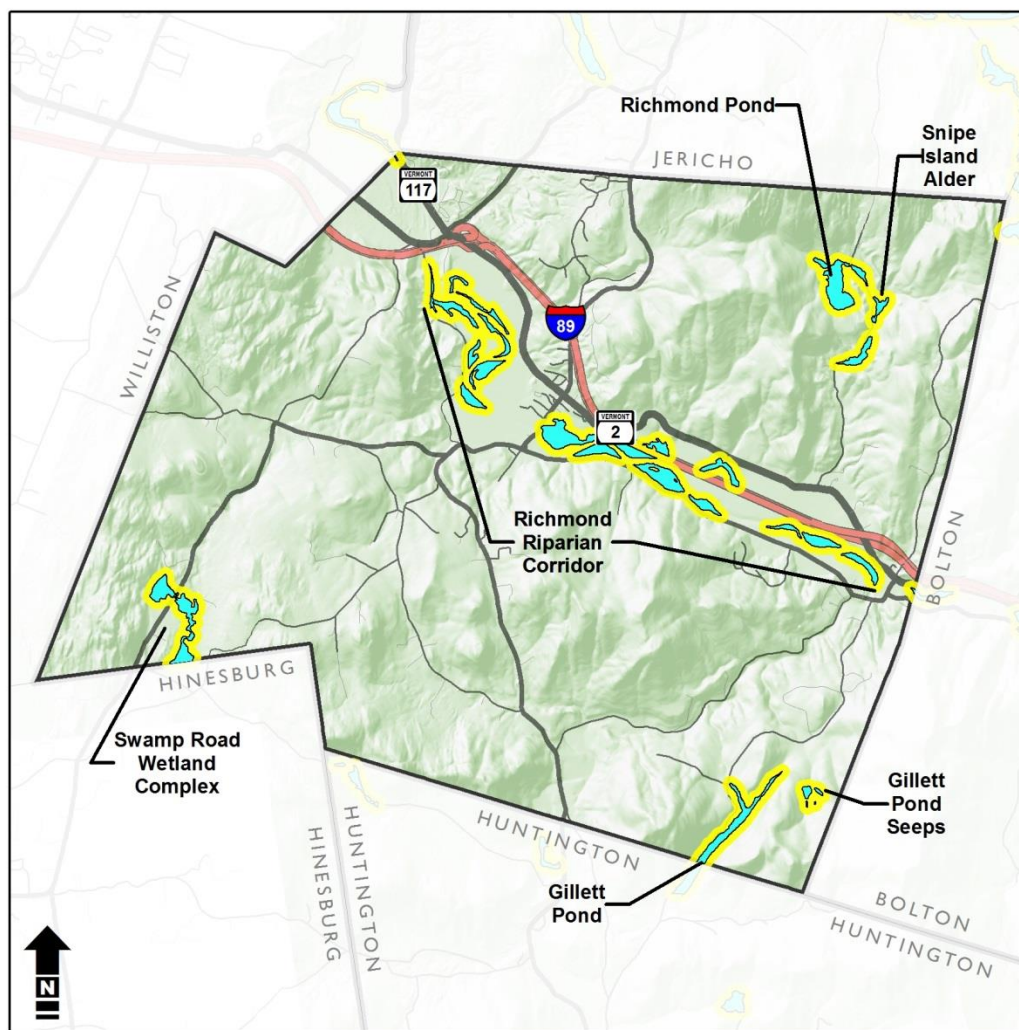 Richmond Pond
Snipe
Island
Alder
JERICHO
VERMONT
117
WILLISTON
89
VERMONT
2
Richmond
Riparian
Corridor
BOLTON
HINESBURG
Swamp Road
Wetland
Complex
HUNTINGTON
HINESBURG
HUNTINGTON
Gillett
Pond
Seeps
Gillett
Pond
BOLTON
HUNTINGTON
N